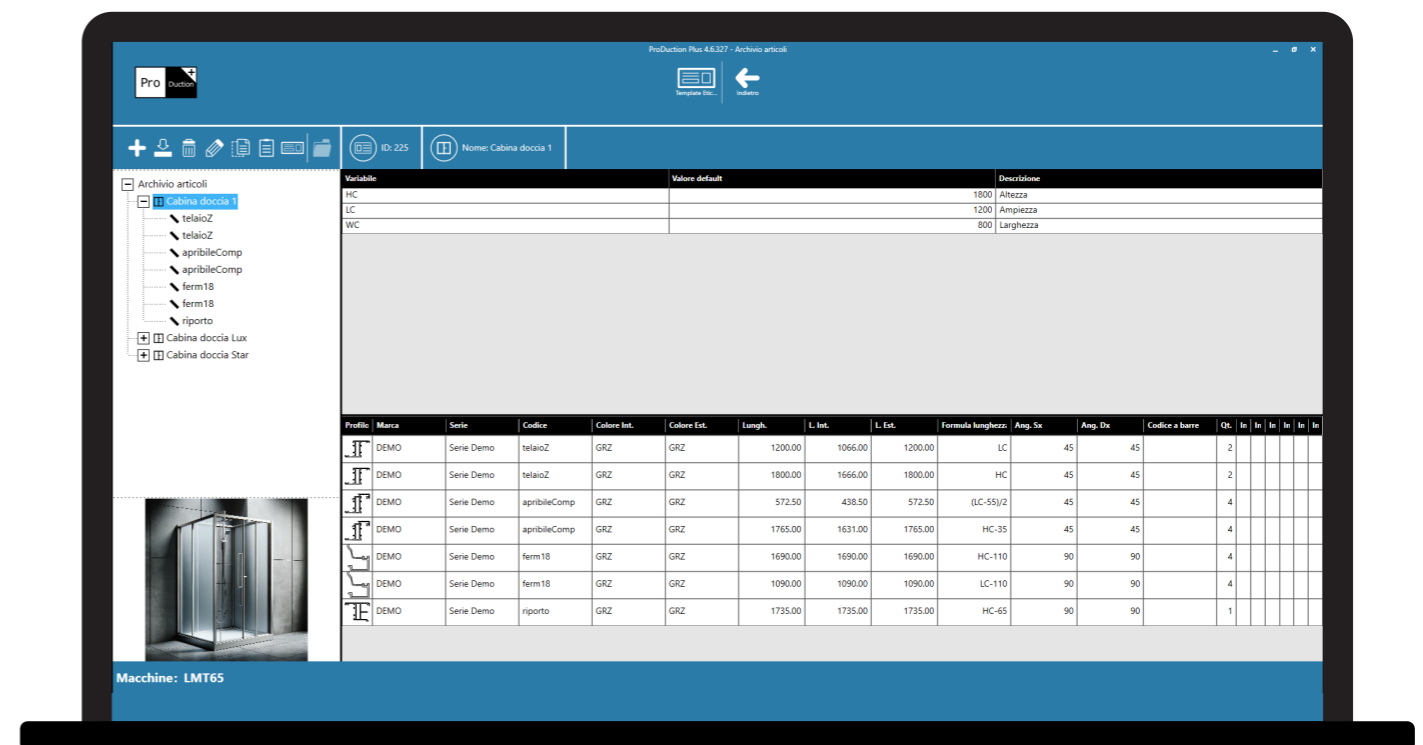 ProDuction Plus 4.6.327 - Archivio articoli
Pro Duction +
Template Etic... Indietro
ID: 225 Nome: Cabina doccia 1
Archivio articoli
Cabina doccia 1
telaioZ
telaioZ
apribileComp
apribileComp
ferm18
ferm18
riporto
Cabina doccia Lux
Cabina doccia Star
Variabile Valore default Descrizione
HC 1800 Altezza
LC 1200 Ampiezza
WC 800 Larghezza
Profilo Marca Serie Codice Colore Int. Colore Est. Lungh. L. Int. L. Est. Formula lunghezz: Ang. Sx Ang. Dx Codice a barre Qt. In In In In In In
DEMO Serie Demo telaioZ GRZ GRZ 1200.00 1066.00 1200.00 LC 45 45 2
DEMO Serie Demo telaioZ GRZ GRZ 1800.00 1666.00 1800.00 HC 45 45 2
DEMO Serie Demo apribileComp GRZ GRZ 572.50 438.50 572.50 (LC-55)/2 45 45 4
DEMO Serie Demo apribileComp GRZ GRZ 1765.00 1631.00 1765.00 HC-35 45 45 4
DEMO Serie Demo ferm18 GRZ GRZ 1690.00 1690.00 1690.00 HC-110 90 90 4
DEMO Serie Demo ferm18 GRZ GRZ 1090.00 1090.00 1090.00 LC-110 90 90 4
DEMO Serie Demo riporto GRZ GRZ 1735.00 1735.00 1735.00 HC-65 90 90 1
Macchine: LMT65